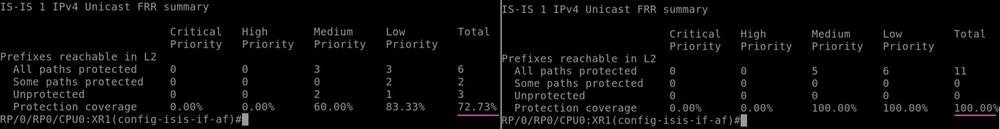 IS-IS 1 IPv4 Unicast FRR summary
Critical High Medium Low Total
Priority Priority Priority Priority
Prefixes reachable in L2
All paths protected 0 0 3 3 6
Some paths protected 0 0 0 2 2
Unprotected 0 0 2 1 3
Protection coverage 0.00% 0.00% 60.00% 83.33% 72.73%
RP/0/RP0/CPU0:XR1(config-isis-if-af)#
IS-IS 1 IPv4 Unicast FRR summary
Critical High Medium Low Total
Priority Priority Priority Priority
Prefixes reachable in L2
All paths protected 0 0 5 6 11
Some paths protected 0 0 0 0 0
Unprotected 0 0 0 0 0
Protection coverage 0.00% 0.00% 100.00% 100.00% 100.00%
RP/0/RP0/CPU0:XR1(config-isis-if-af)#